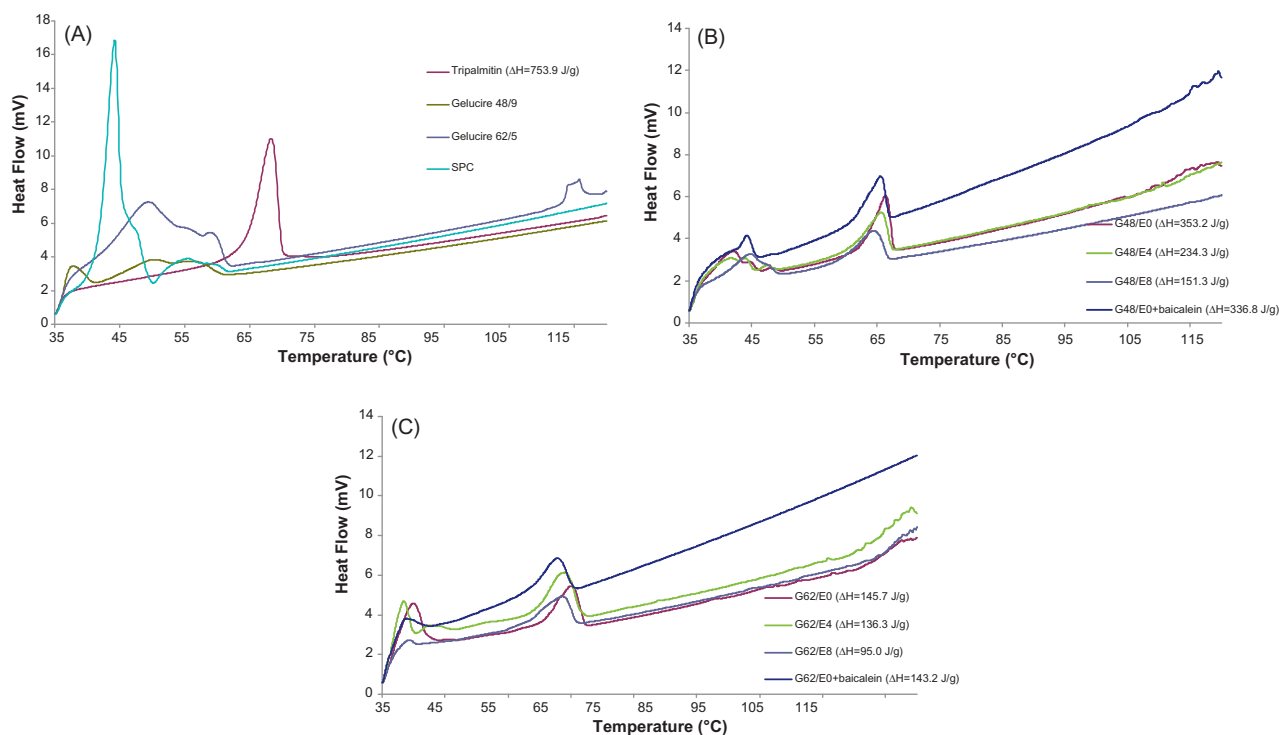 (A)
18
16
14
12
10
8
6
4
2
0
Heat Flow (mV)
35 45 55 65 75 85 95 105 115
Temperature (°C)
Tripalmitin (ΔH=753.9 J/g)
Gelucire 48/9
Gelucire 62/5
SPC
(B)
14
12
10
8
6
4
2
0
Heat Flow (mV)
35 45 55 65 75 85 95 105 115
Temperature (°C)
G48/E0 (ΔH=353.2 J/g)
G48/E4 (ΔH=234.3 J/g)
G48/E8 (ΔH=151.3 J/g)
G48/E0+baicalein (ΔH=336.8 J/g)
(C)
14
12
10
8
6
4
2
0
Heat Flow (mV)
35 45 55 65 75 85 95 105 115
Temperature (°C)
G62/E0 (ΔH=145.7 J/g)
G62/E4 (ΔH=136.3 J/g)
G62/E8 (ΔH=95.0 J/g)
G62/E0+baicalein (ΔH=143.2 J/g)